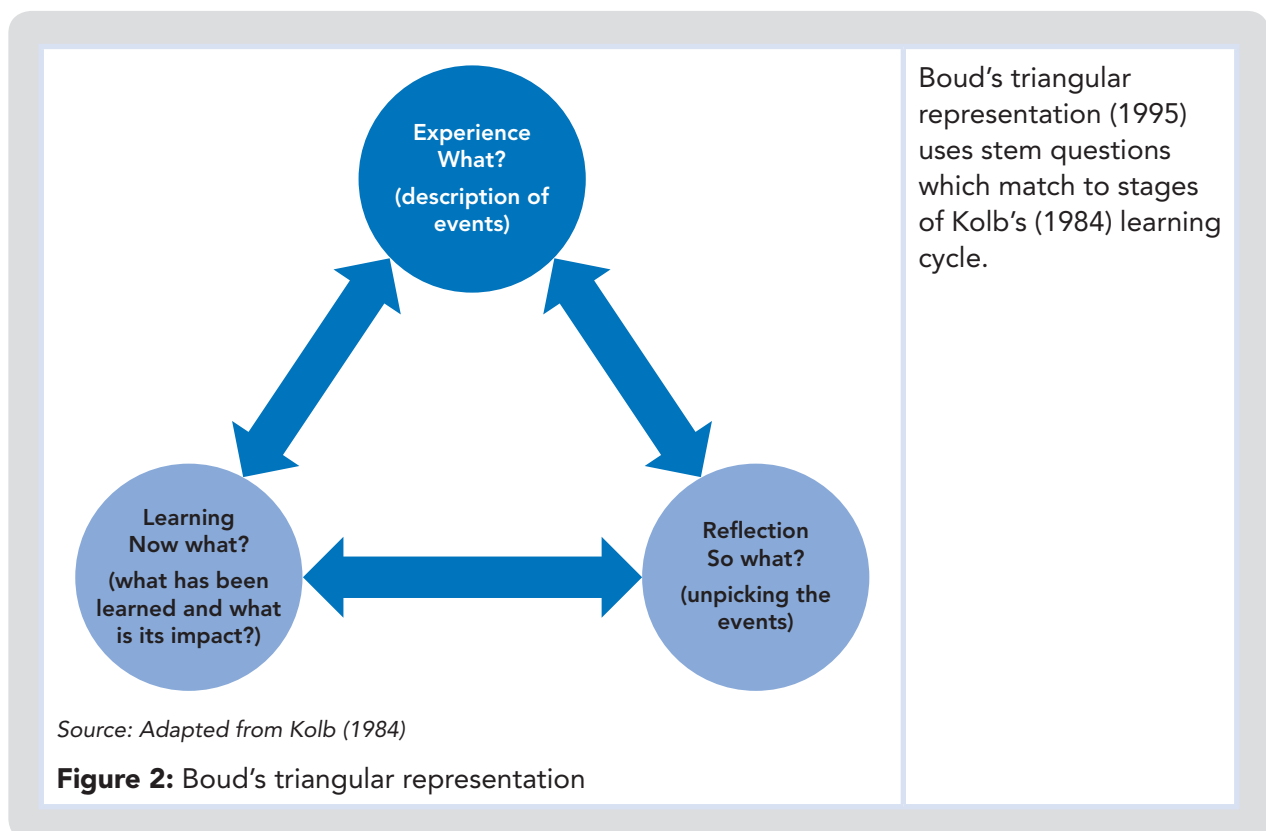 Experience
What?
(description of
events)
Learning
Now what?
(what has been
learned and what
is its impact?)
Reflection
So what?
(unpicking the
events)
Source: Adapted from Kolb (1984)
Figure 2: Boud’s triangular representation
Boud’s triangular
representation (1995)
uses stem questions
which match to stages
of Kolb’s (1984) learning
cycle.